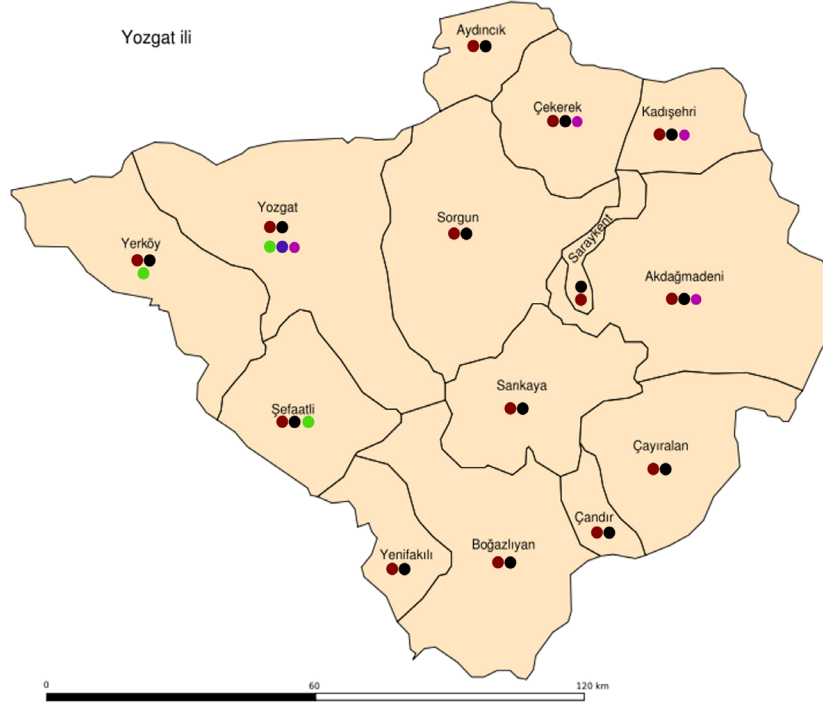 Yozgat ili
Aydıncık
Çekerek
Kadışehri
Yozgat
Sorgun
Yerköy
Saraykent
Akdağmadeni
Sarıkaya
Şefaatli
Çayıralan
Çandır
Yenifakılı
Boğazlıyan
0 60 120 km